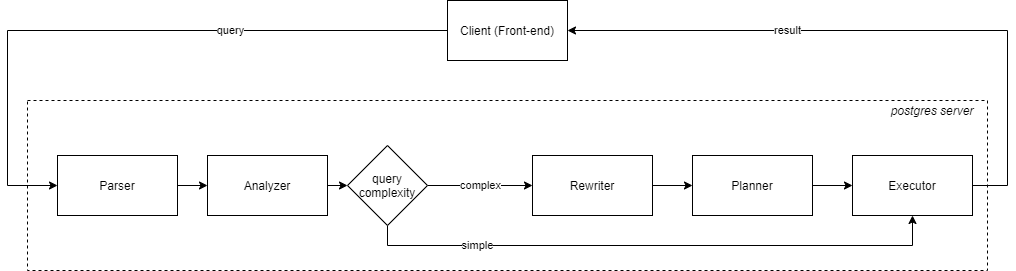 Client (Front-end)
query
result
postgres server
Parser
Analyzer
query
complexity
complex
Rewriter
Planner
Executor
simple